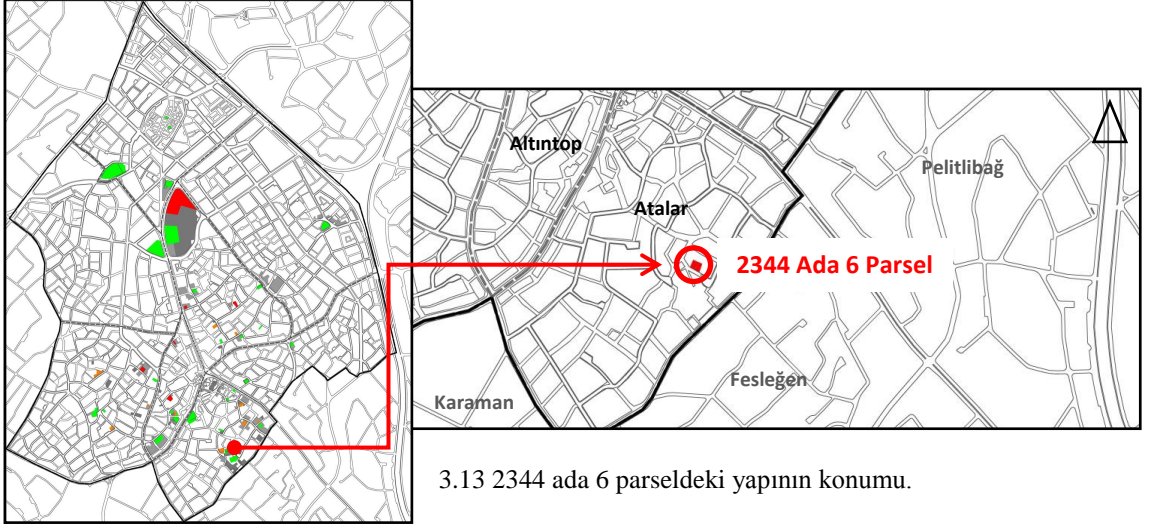 Altıntop
Pelitlibağ
Atalar
2344 Ada 6 Parsel
Fesleğen
Karaman
3.13 2344 ada 6 parseldeki yapının konumu.